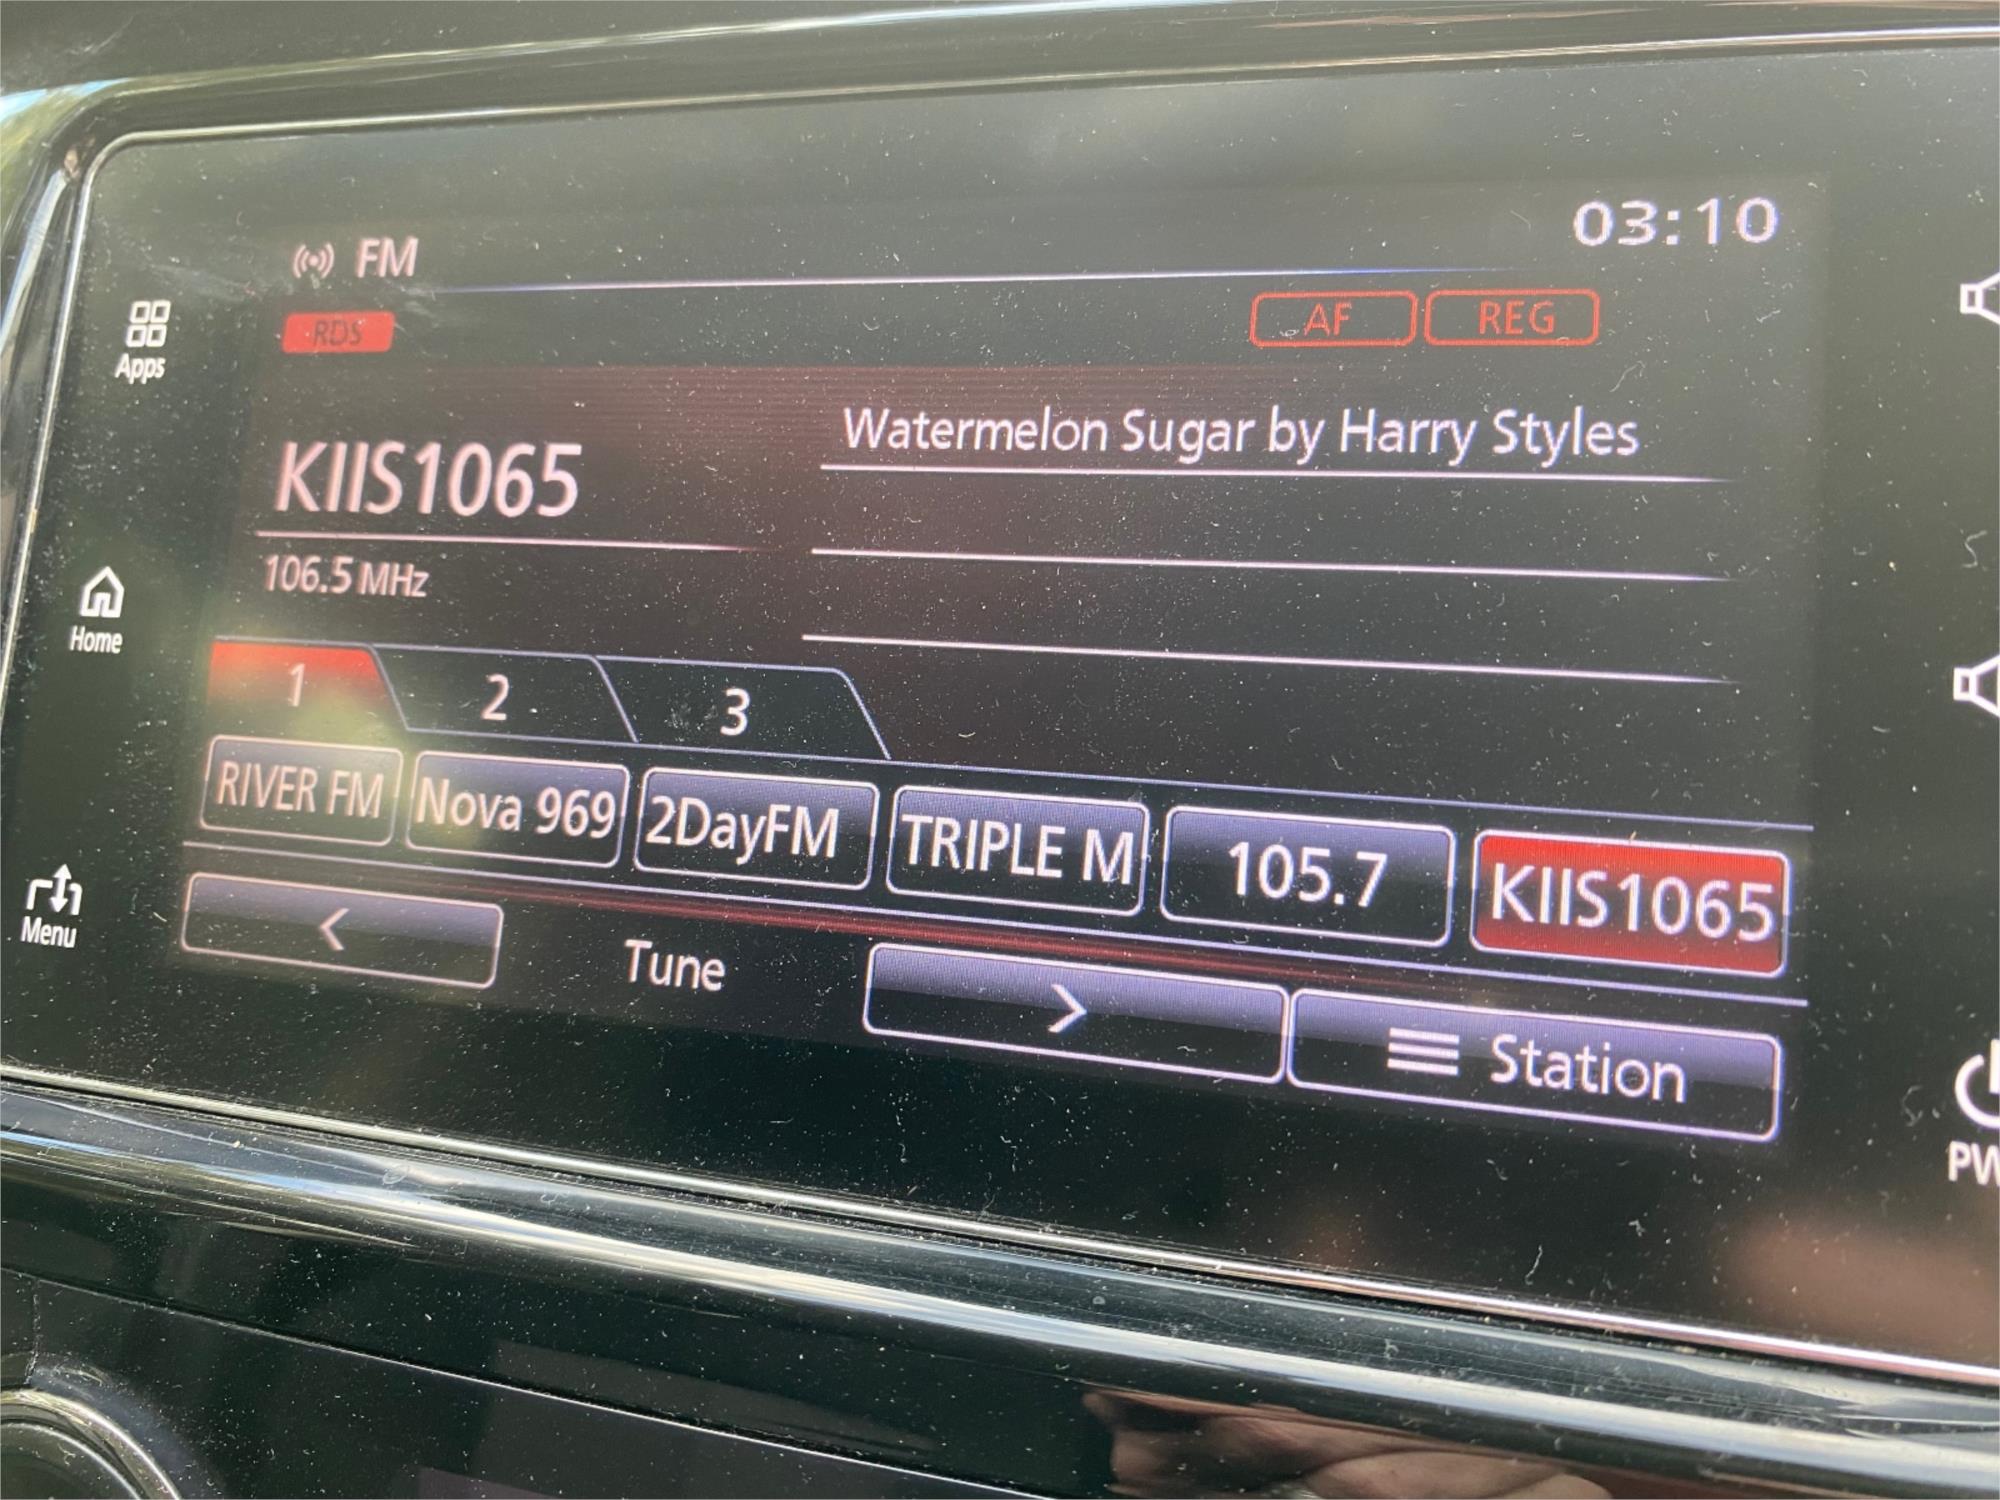 FM
03:10
RDS
AF
REG
Apps
KIIS1065
Watermelon Sugar by Harry Styles
106.5 MHz
Home
1
2
3
RIVER FM
Nova 969
2DayFM
TRIPLE M
105.7
KIIS1065
Menu
<
Tune
>
Station